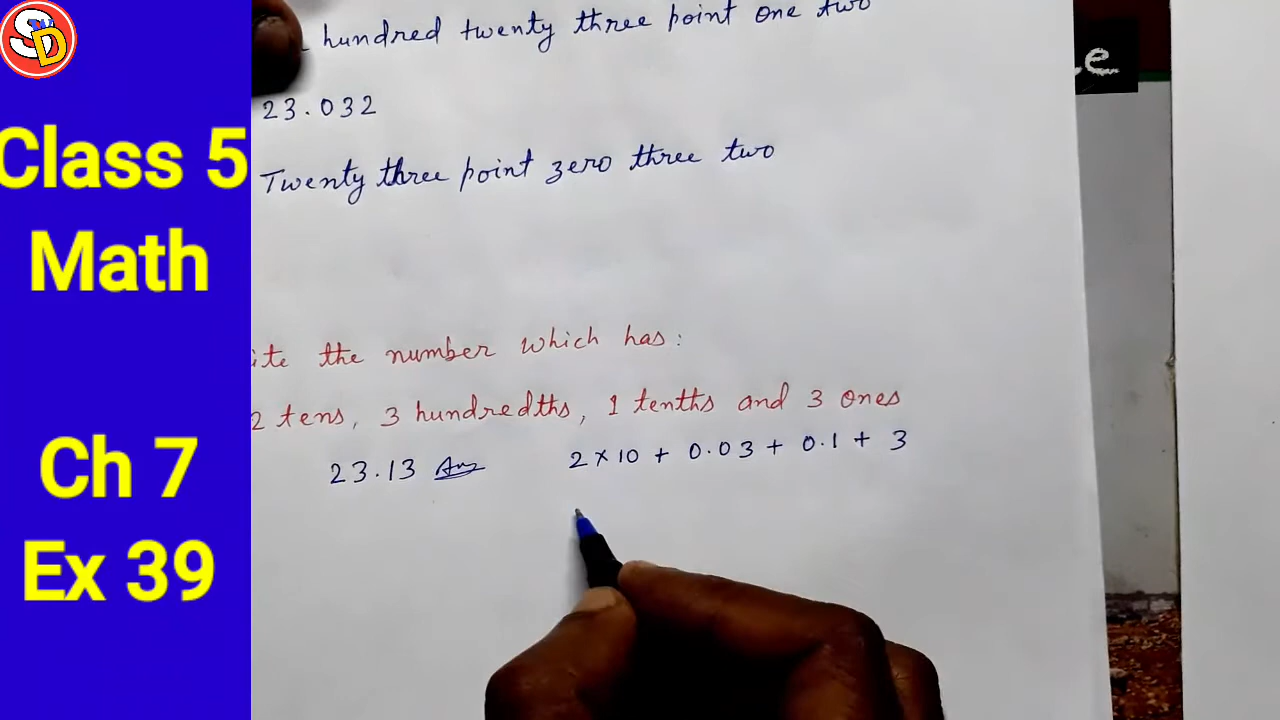 SD
Class 5
Math
Ch 7
Ex 39
hundred twenty three point one two
23.032
Twenty three point zero three two
ite the number which has:
2 tens, 3 hundredths, 1 tenths and 3 ones
23.13 Ans 2×10 + 0.03 + 0.1 + 3